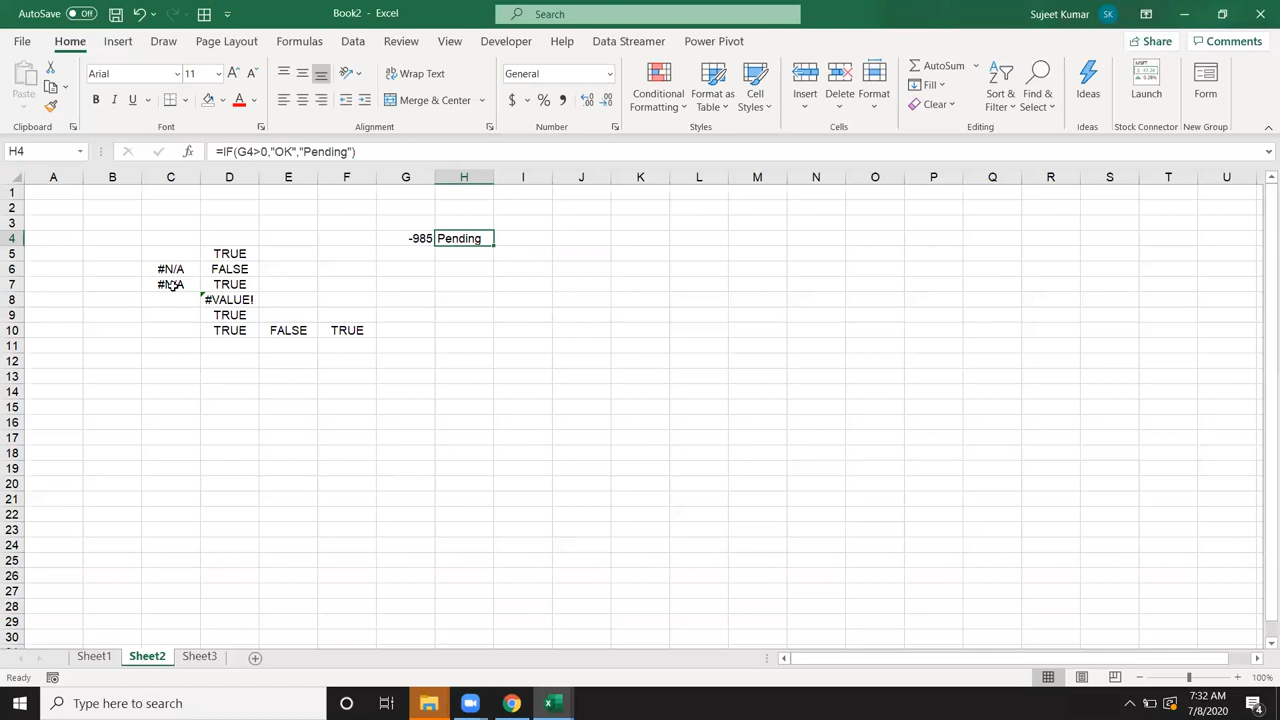 AutoSave Off Book2 - Excel Search Sujeet Kumar SK
File Home Insert Draw Page Layout Formulas Data Review View Developer Help Data Streamer Power Pivot Share Comments
Paste Arial 11 Wrap Text General Conditional Formatting Format as Table Cell Styles Insert Delete Format AutoSum Fill Clear Sort & Filter Find & Select Ideas Launch Form
B I U Merge & Center $ % ,
Clipboard Font Alignment Number Styles Cells Editing Ideas Stock Connector New Group
H4 fx =IF(G4>0,"OK","Pending")
A B C D E F G H I J K L M N O P Q R S T U
1
2
3
4 -985 Pending
5 TRUE
6 #N/A FALSE
7 #N/A TRUE
8 #VALUE!
9 TRUE
10 TRUE FALSE TRUE
11
12
13
14
15
16
17
18
19
20
21
22
23
24
25
26
27
28
29
30
Sheet1 Sheet2 Sheet3
Ready 100%
Type here to search 7:32 AM
7/8/2020 4